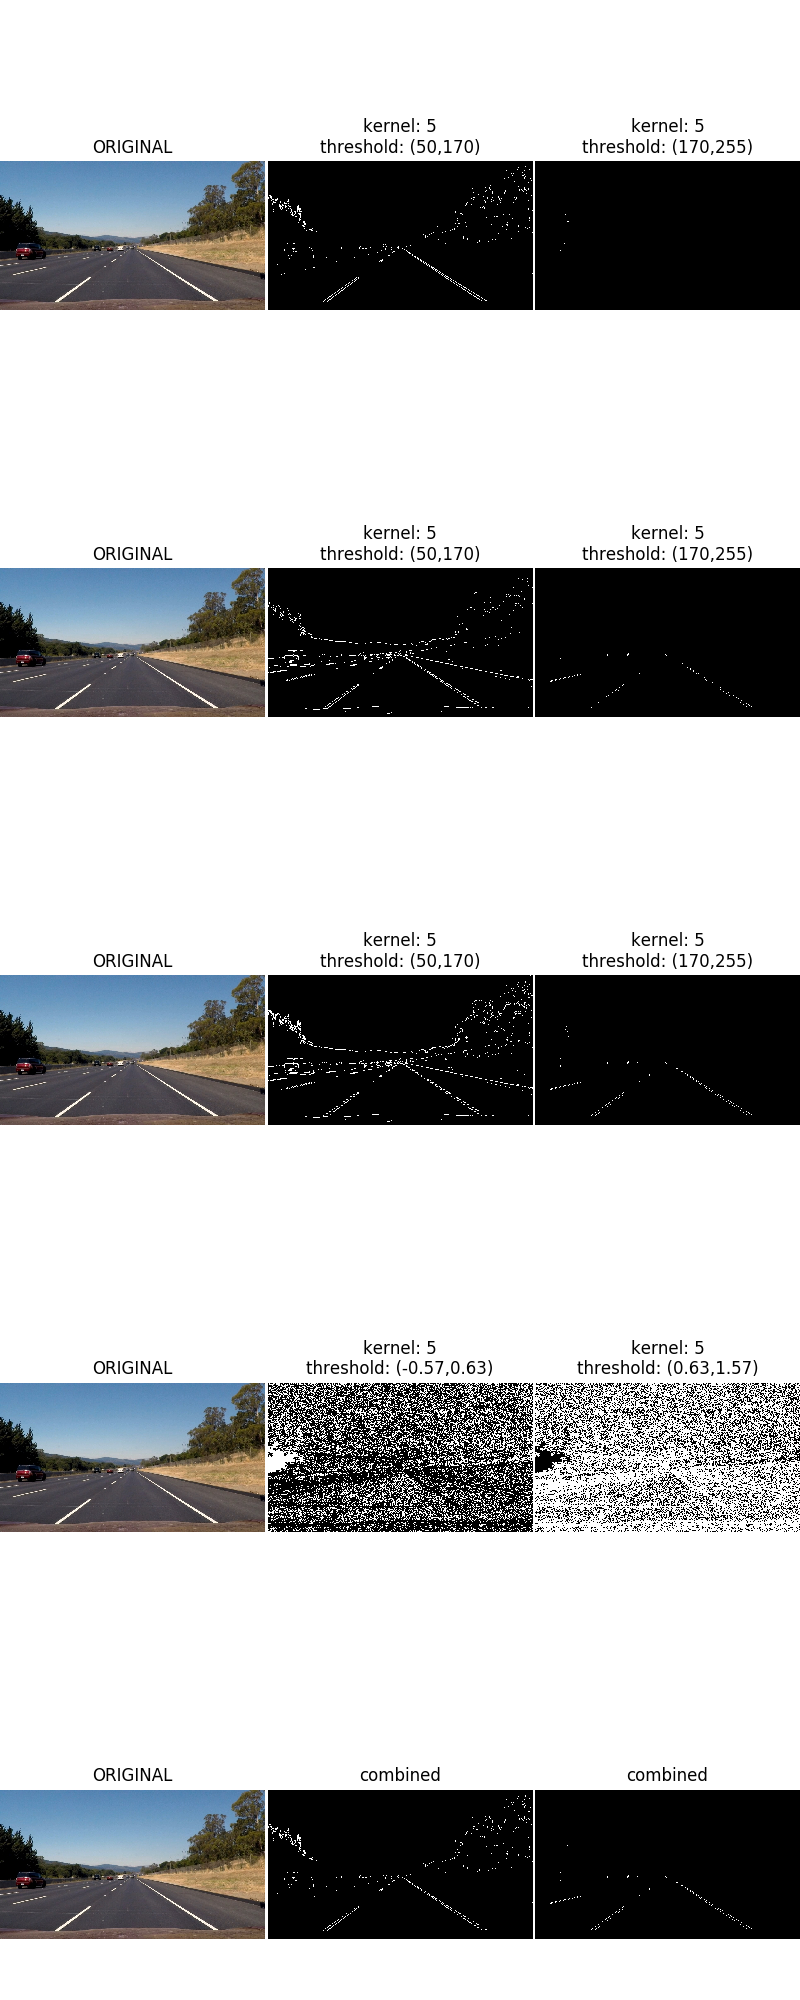 ORIGINAL
kernel: 5
threshold: (50,170)
kernel: 5
threshold: (170,255)
ORIGINAL
kernel: 5
threshold: (50,170)
kernel: 5
threshold: (170,255)
ORIGINAL
kernel: 5
threshold: (50,170)
kernel: 5
threshold: (170,255)
ORIGINAL
kernel: 5
threshold: (-0.57,0.63)
kernel: 5
threshold: (0.63,1.57)
ORIGINAL
combined
combined